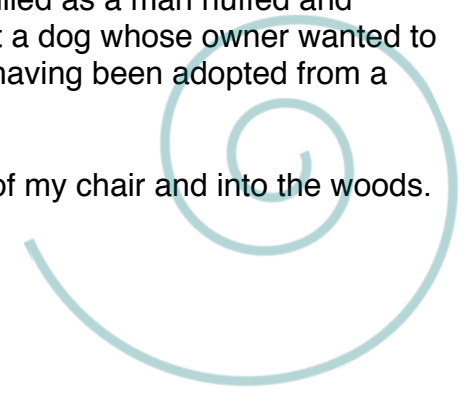 as a man huffed and
a dog whose owner wanted to
having been adopted from a
of my chair and into the woods.